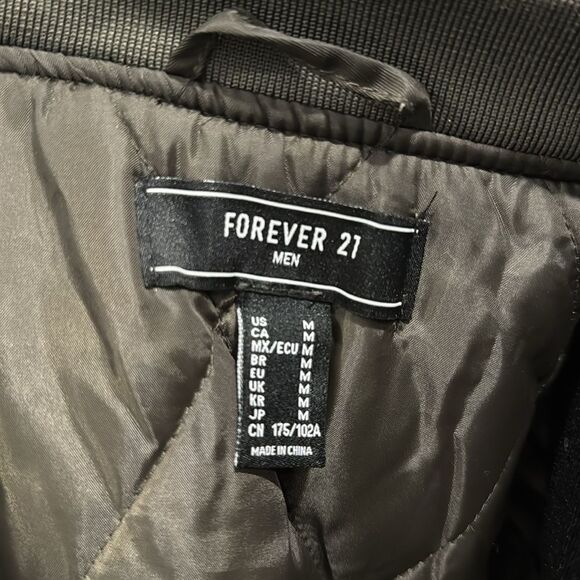 FOREVER 21
MEN
US M
CA M
MX/ECU M
BR M
EU M
UK M
KR M
JP M
CN 175/102A
MADE IN CHINA